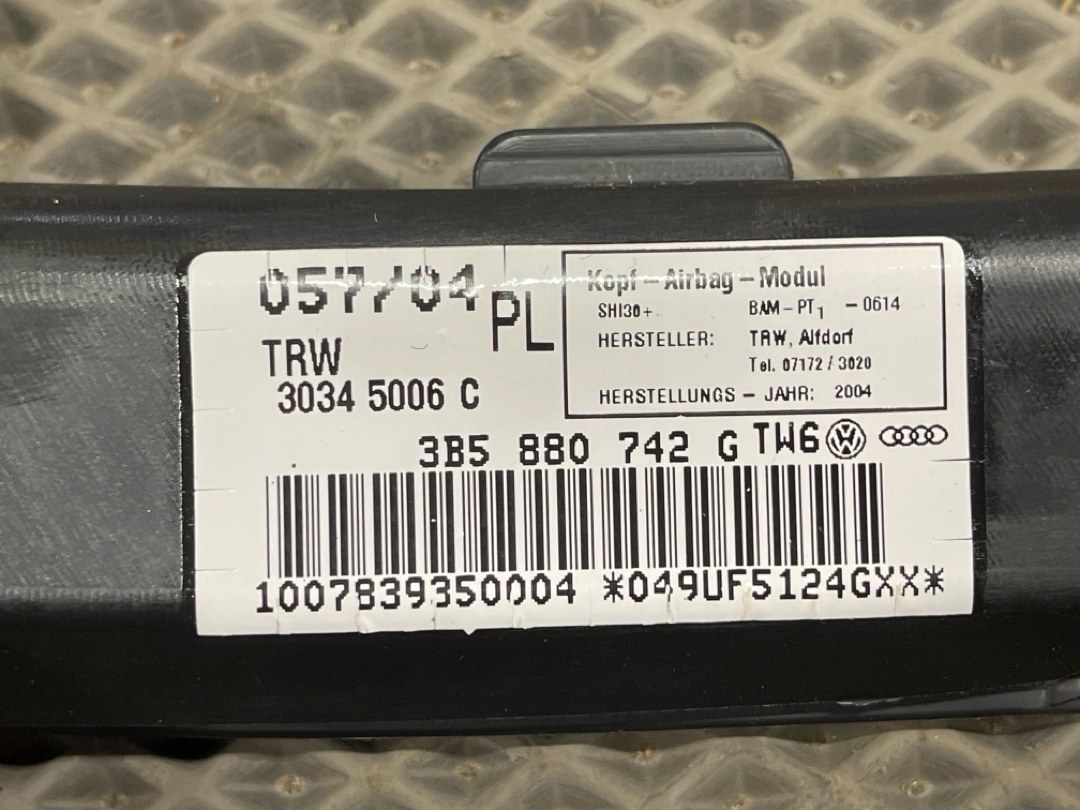 057/04 PL
TRW
3034 5006 C
Kopf-Airbag-Modul
SHI30+. BAM-PT1 -0614
HERSTELLER: TRW, Alfdorf
Tel. 07172/3020
HERSTELLUNGS-JAHR: 2004
3B5 880 742 G TW6
1007839350004 *049UF5124GXX*